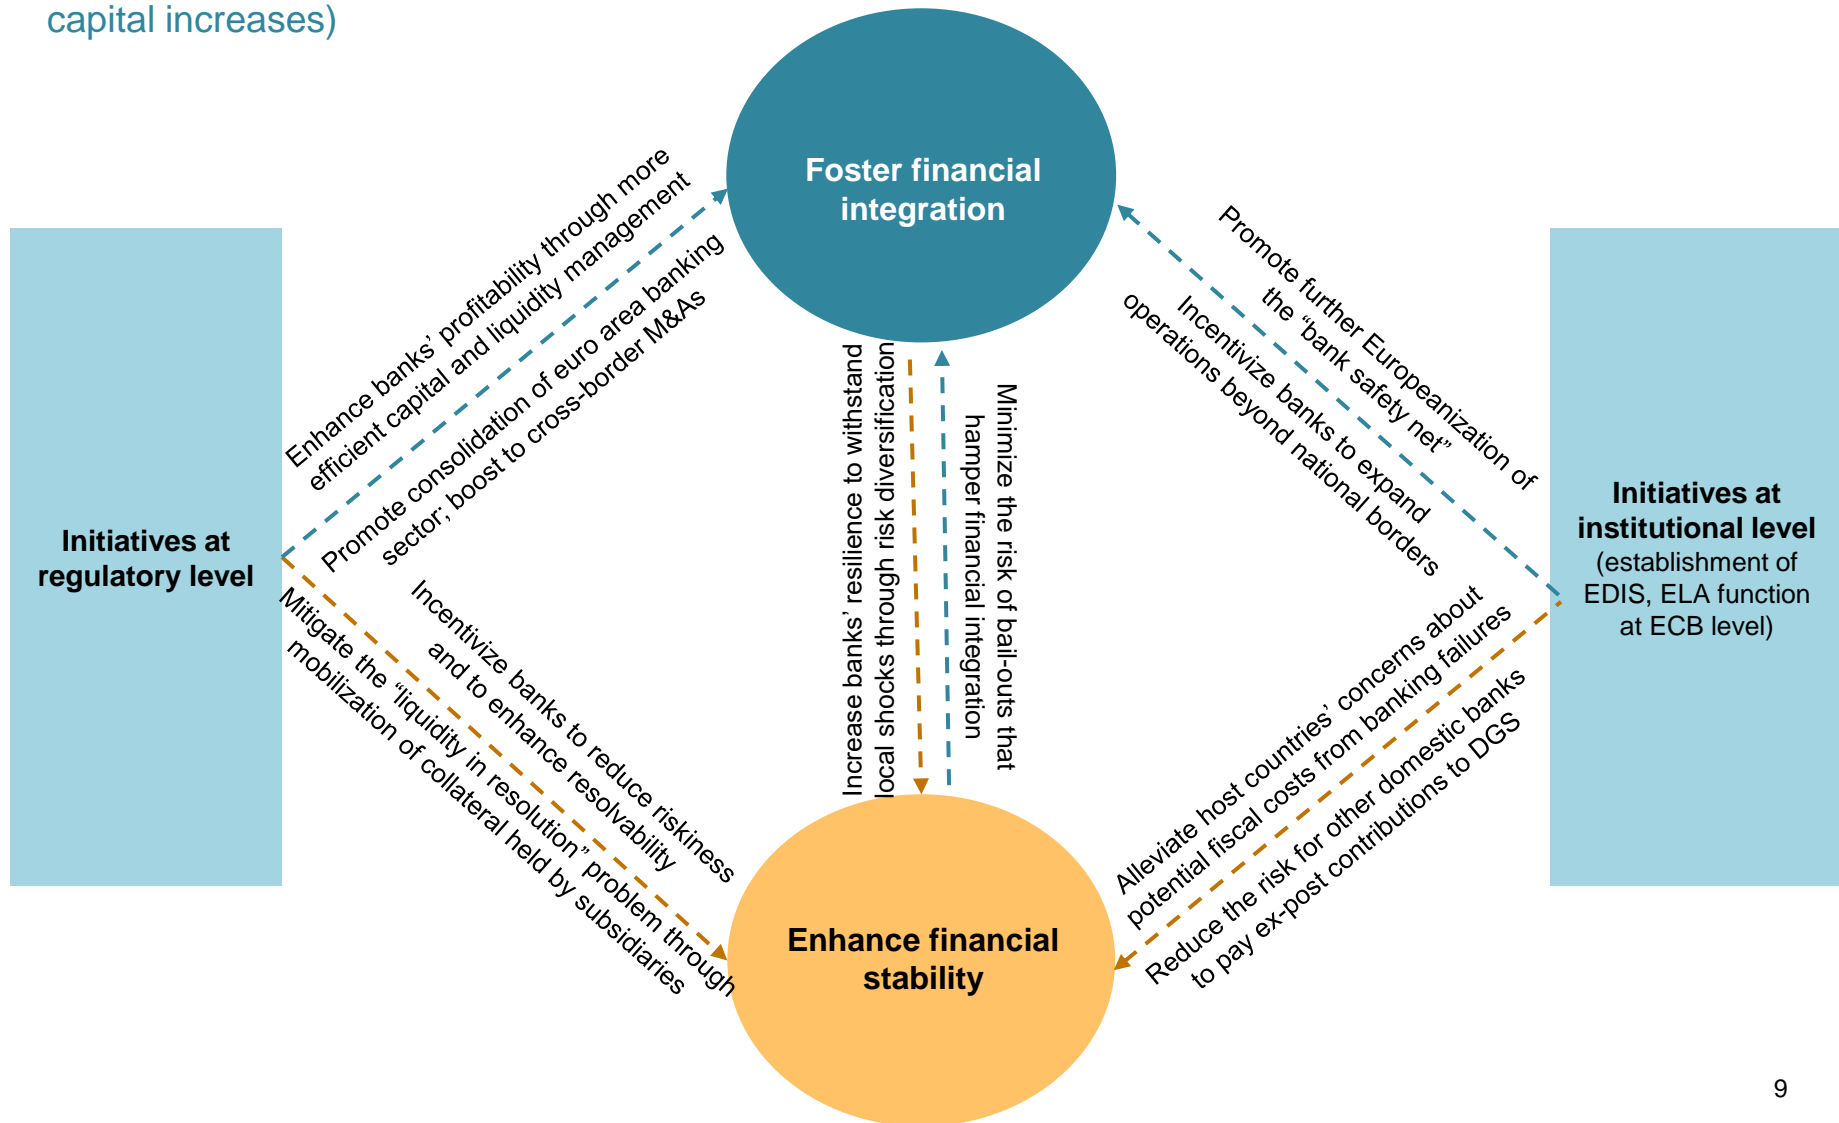 capital increases)
Foster financial
integration
Enhance banks’ profitability through more
efficient capital and liquidity management
Promote consolidation of euro area banking
sector; boost to cross-border M&As
Promote further Europeanization of
the “bank safety net”
Incentivize banks to expand
operations beyond national borders
Increase banks’ resilience to withstand
local shocks through risk diversification
Minimize the risk of bail-outs that
hamper financial integration
Initiatives at
regulatory level
Initiatives at
institutional level
(establishment of
EDIS, ELA function
at ECB level)
Incentivize banks to reduce riskiness
and to enhance resolvability
Mitigate the “liquidity in resolution” problem through
mobilization of collateral held by subsidiaries
Alleviate host countries’ concerns about
potential fiscal costs from banking failures
Reduce the risk for other domestic banks
to pay ex-post contributions to DGS
Enhance financial
stability
9